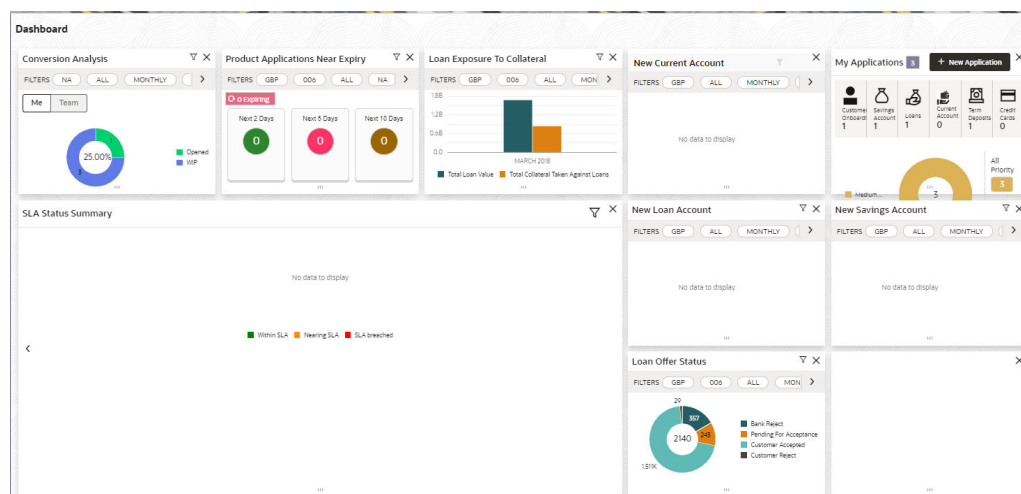 Dashboard
Conversion Analysis
FILTERS NA ALL MONTHLY
Me Team
1
25.00%
3
Opened
WIP
Product Applications Near Expiry
FILTERS GBP 006 ALL NA
0 Expiring
Next 2 Days Next 5 Days Next 10 Days
0 0 0
Loan Exposure To Collateral
FILTERS GBP 006 ALL MON
1.8B
1.2B
0.6B
0.0
MARCH 2018
Total Loan Value Total Collateral Taken Against Loans
New Current Account
No data to display
My Applications 3 + New Application
Customer Onboard 1
Savings Account 1
Loans 1
Current Account 0
Term Deposits 1
Credit Cards 0
All Priority
3
Medium...
3
SLA Status Summary
No data to display
Within SLA Nearing SLA SLA breached
New Loan Account
FILTERS GBP ALL MONTHLY
No data to display
New Savings Account
FILTERS GBP ALL MONTHLY
No data to display
Loan Offer Status
FILTERS GBP 006 ALL MON
29
357
243
2140
1.51K
Bank Reject
Pending For Acceptance
Customer Accepted
Customer Reject